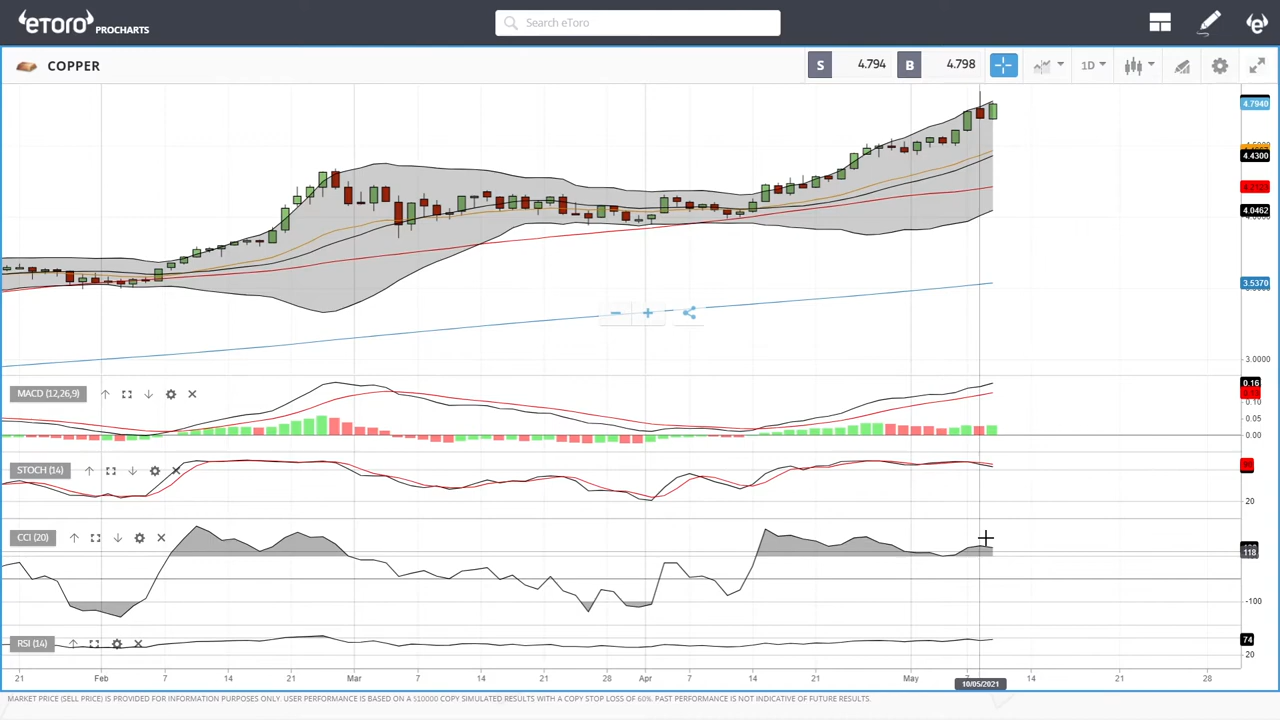 eToro PROCHARTS
Search eToro
COPPER
S 4.794 B 4.798
1D
4.7940
4.4300
4.0462
3.5370
3.0000
MACD (12,26,9)
0.16
0.10
0.05
0.00
STOCH (14)
20
CCI (20)
118
-100
RSI (14)
74
20
21 Feb 7 14 21 Mar 7 14 21 28 Apr 7 14 21 May 7 14 21 28
10/05/2021
MARKET PRICE (SELL PRICE) IS PROVIDED FOR INFORMATION PURPOSES ONLY. USER PERFORMANCE IS BASED ON A $10000 COPY SIMULATED RESULTS WITH A COPY STOP LOSS OF 60%. PAST PERFORMANCE IS NOT INDICATIVE OF FUTURE RESULTS.